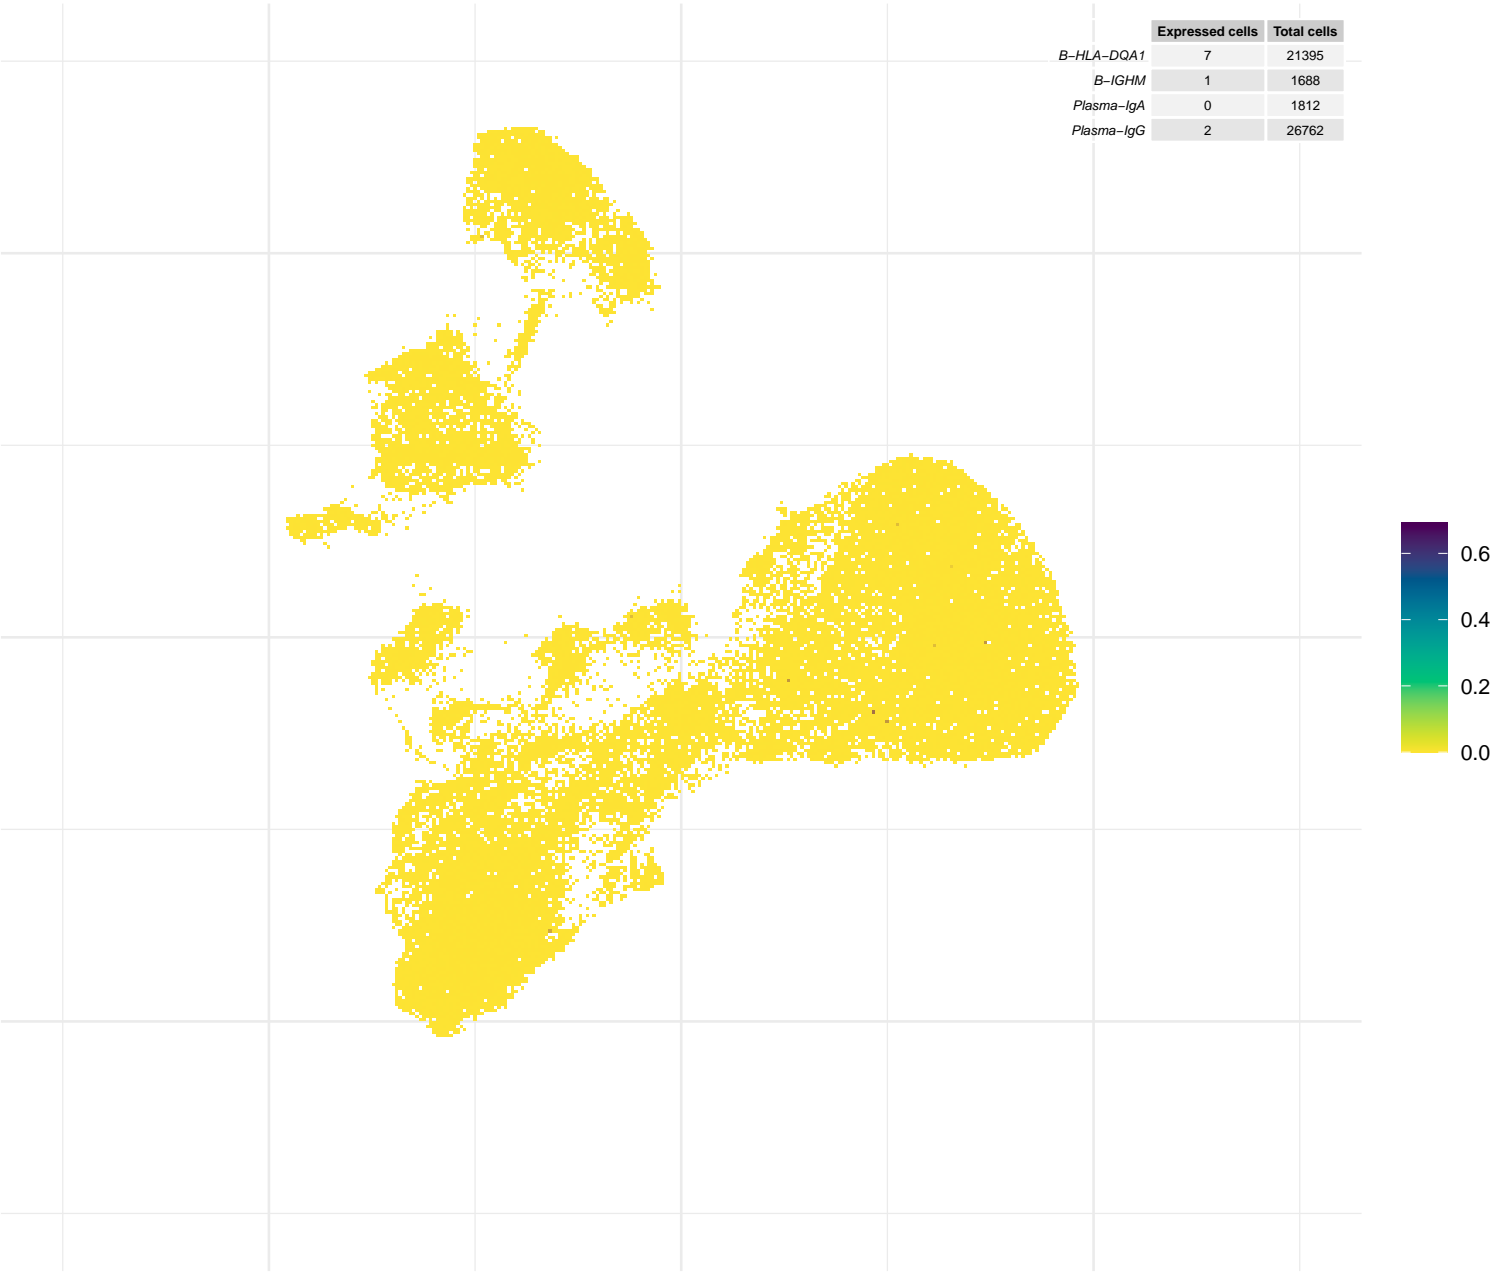 Expressed cells Total cells
B−HLA−DQA1 7 21395
B−IGHM 1 1688
Plasma−IgA 0 1812
Plasma−IgG 2 26762
0.6
0.4
0.2
0.0